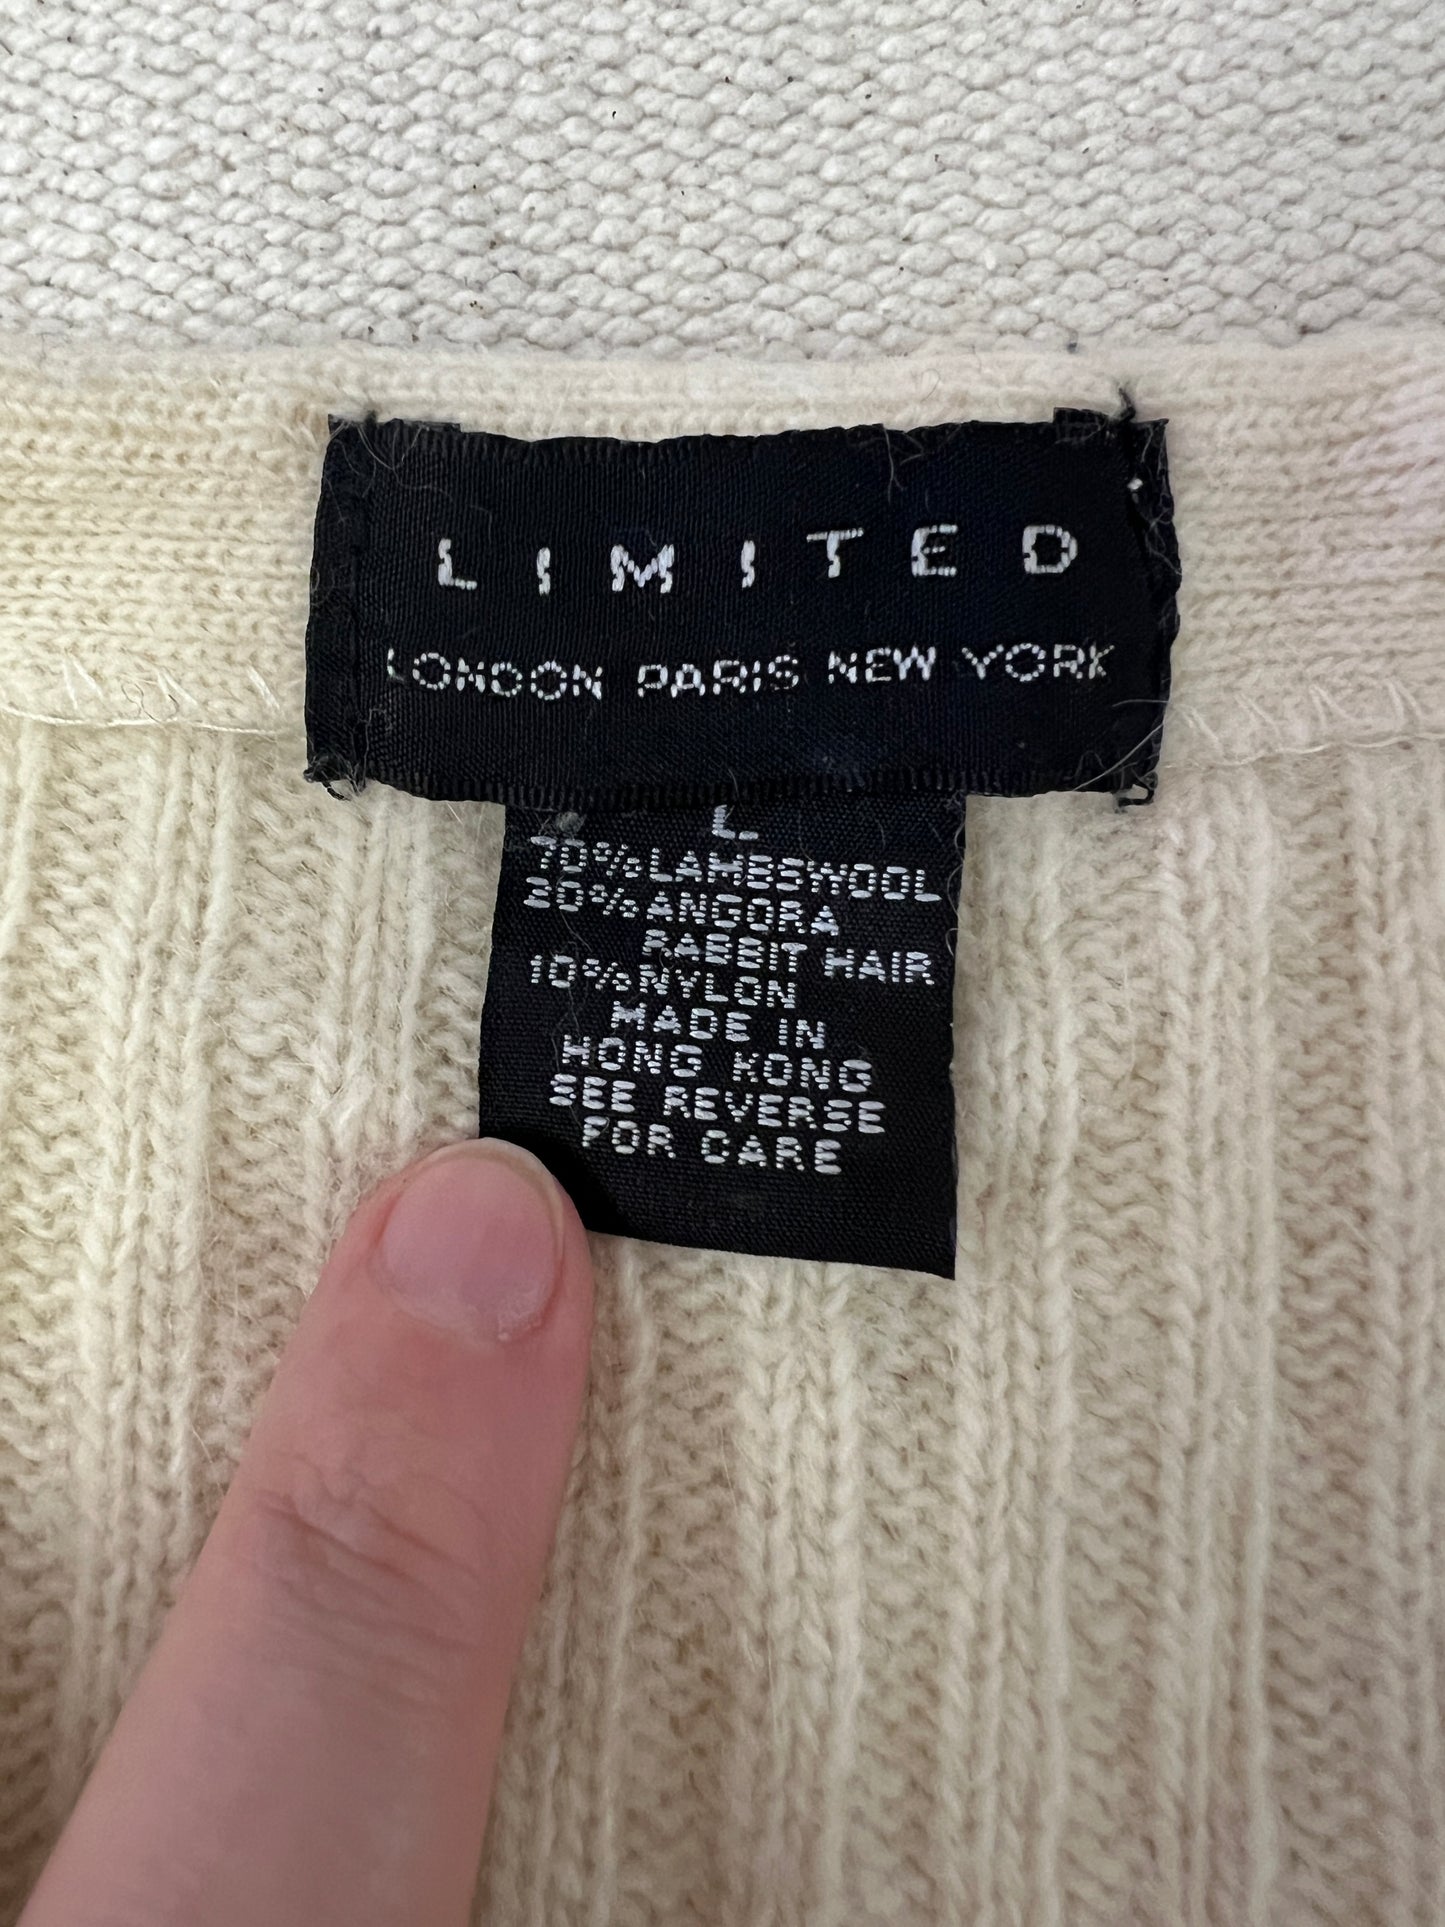 LIMITED
LONDON PARIS NEW YORK
L
70% LAMBSWOOL
20% ANGORA
RABBIT HAIR
10% NYLON
MADE IN
HONG KONG
SEE REVERSE
FOR CARE